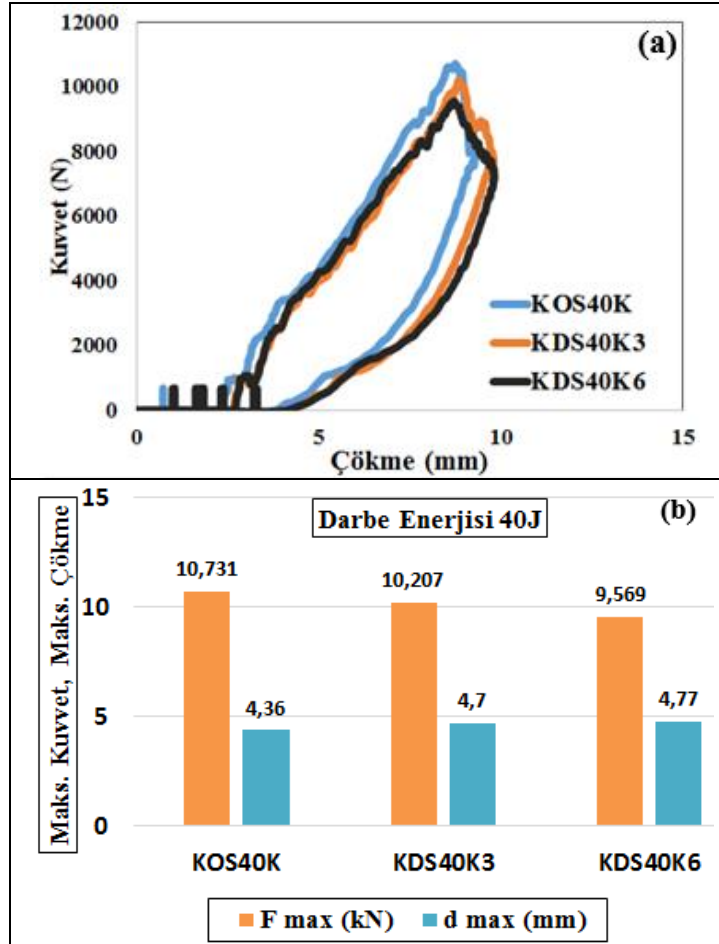 (a)
12000
10000
8000
6000
4000
2000
0
Kuvvet (N)
KOS40K
KDS40K3
KDS40K6
0 5 10 15
Çökme (mm)
(b)
Darbe Enerjisi 40J
Maks. Kuvvet, Maks. Çökme
15
10
5
0
10,731
4,36
10,207
4,7
9,569
4,77
KOS40K KDS40K3 KDS40K6
F max (kN) d max (mm)